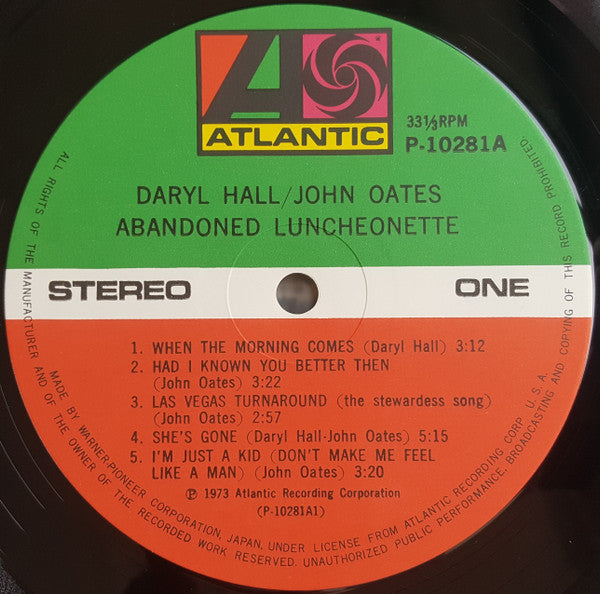 ATLANTIC
33⅓RPM
P-10281A
DARYL HALL/JOHN OATES
ABANDONED LUNCHEONETTE
STEREO
ONE
1. WHEN THE MORNING COMES (Daryl Hall) 3:12
2. HAD I KNOWN YOU BETTER THEN
(John Oates) 3:22
3. LAS VEGAS TURNAROUND (the stewardess song)
(John Oates) 2:57
4. SHE'S GONE (Daryl Hall-John Oates) 5:15
5. I'M JUST A KID (DON'T MAKE ME FEEL
LIKE A MAN) (John Oates) 3:20
Ⓟ 1973 Atlantic Recording Corporation
(P-10281A1)
ALL RIGHTS OF THE MANUFACTURER AND OF THE OWNER OF THE RECORDED WORK RESERVED. UNAUTHORIZED PUBLIC PERFORMANCE, BROADCASTING AND COPYING OF THIS RECORD PROHIBITED.
MADE BY WARNER-PIONEER CORPORATION, JAPAN, UNDER LICENSE FROM ATLANTIC RECORDING CORP. U.S.A.